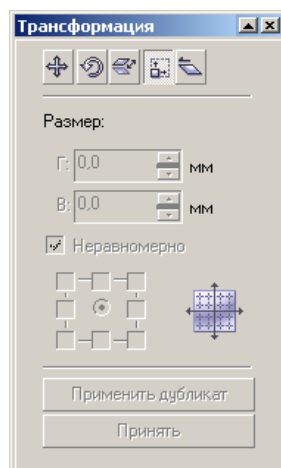 Трансформация
Размер:
Г: 0,0 мм
В: 0,0 мм
Неравномерно
Применить дубликат
Принять